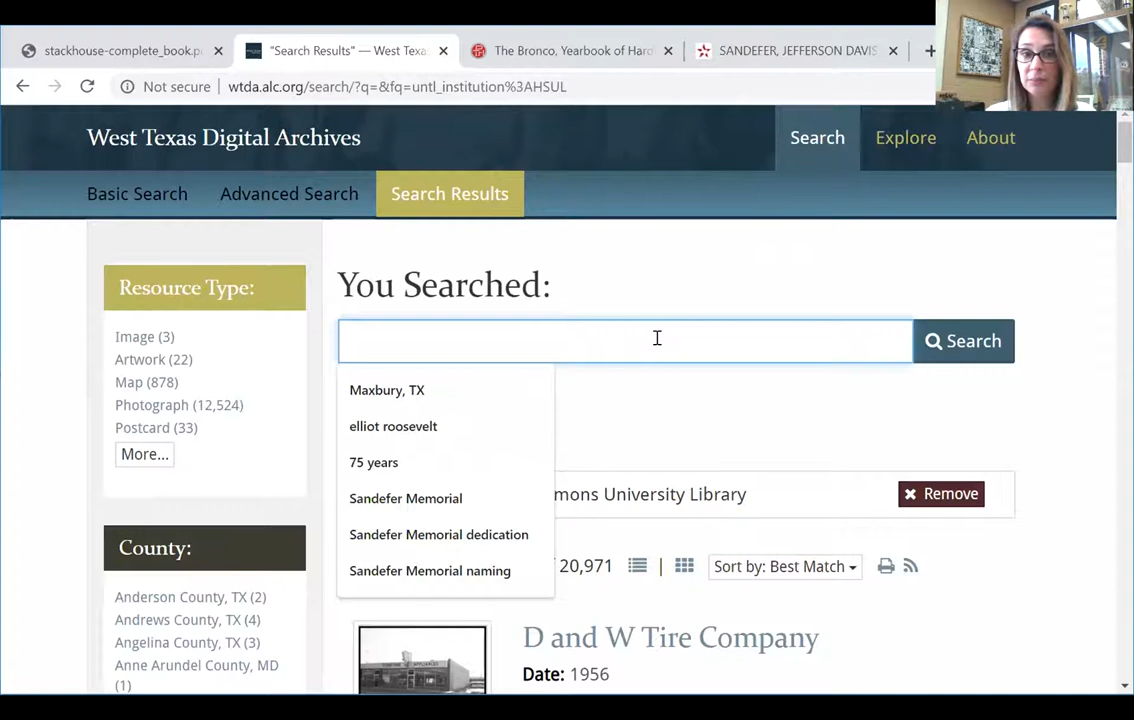 stackhouse-complete_book.p
"Search Results" — West Texa
The Bronco, Yearbook of Hard
SANDEFER, JEFFERSON DAVIS
Not secure wtda.alc.org/search/?q=&fq=untl_institution%3AHSUL
West Texas Digital Archives
Search Explore About
Basic Search Advanced Search Search Results
Resource Type:
Image (3)
Artwork (22)
Map (878)
Photograph (12,524)
Postcard (33)
More...
County:
Anderson County, TX (2)
Andrews County, TX (4)
Angelina County, TX (3)
Anne Arundel County, MD
(1)
You Searched:
Search
Maxbury, TX
elliot roosevelt
75 years
Sandefer Memorial
Sandefer Memorial dedication
Sandefer Memorial naming
mons University Library
Remove
20,971 | Sort by: Best Match
D and W Tire Company
Date: 1956